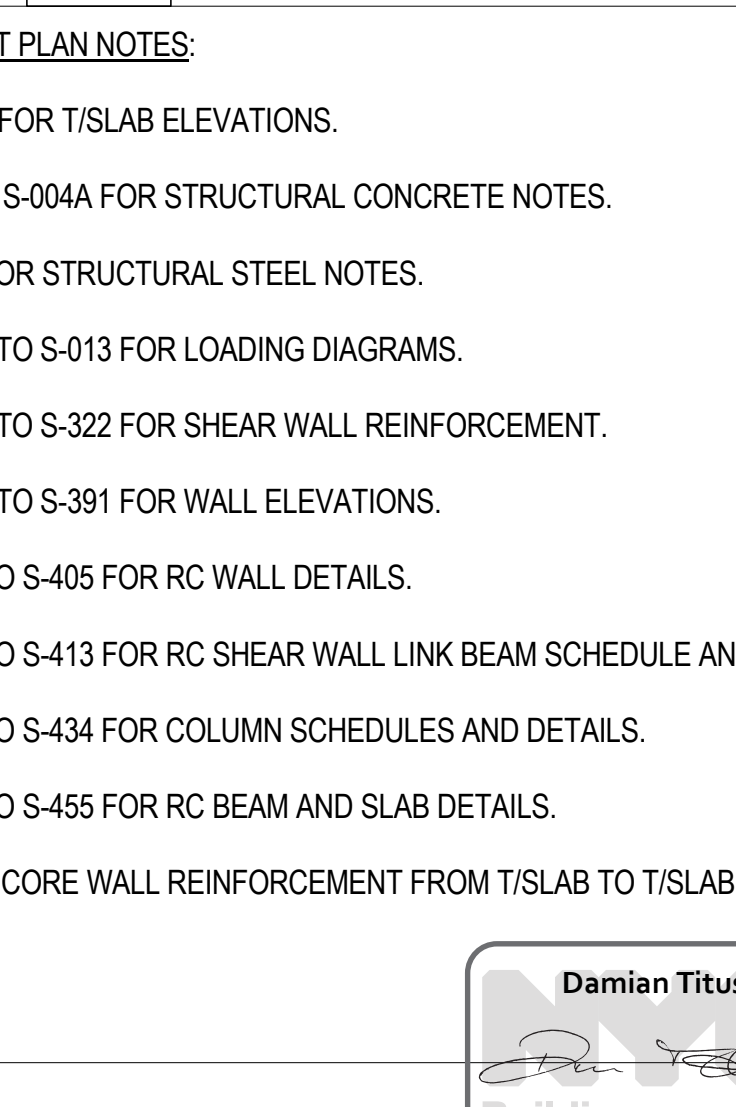 T PLAN NOTES:
FOR T/SLAB ELEVATIONS.
S-004A FOR STRUCTURAL CONCRETE NOTES.
OR STRUCTURAL STEEL NOTES.
TO S-013 FOR LOADING DIAGRAMS.
TO S-322 FOR SHEAR WALL REINFORCEMENT.
TO S-391 FOR WALL ELEVATIONS.
O S-405 FOR RC WALL DETAILS.
O S-413 FOR RC SHEAR WALL LINK BEAM SCHEDULE AN
O S-434 FOR COLUMN SCHEDULES AND DETAILS.
O S-455 FOR RC BEAM AND SLAB DETAILS.
CORE WALL REINFORCEMENT FROM T/SLAB TO T/SLAB
Damian Titus